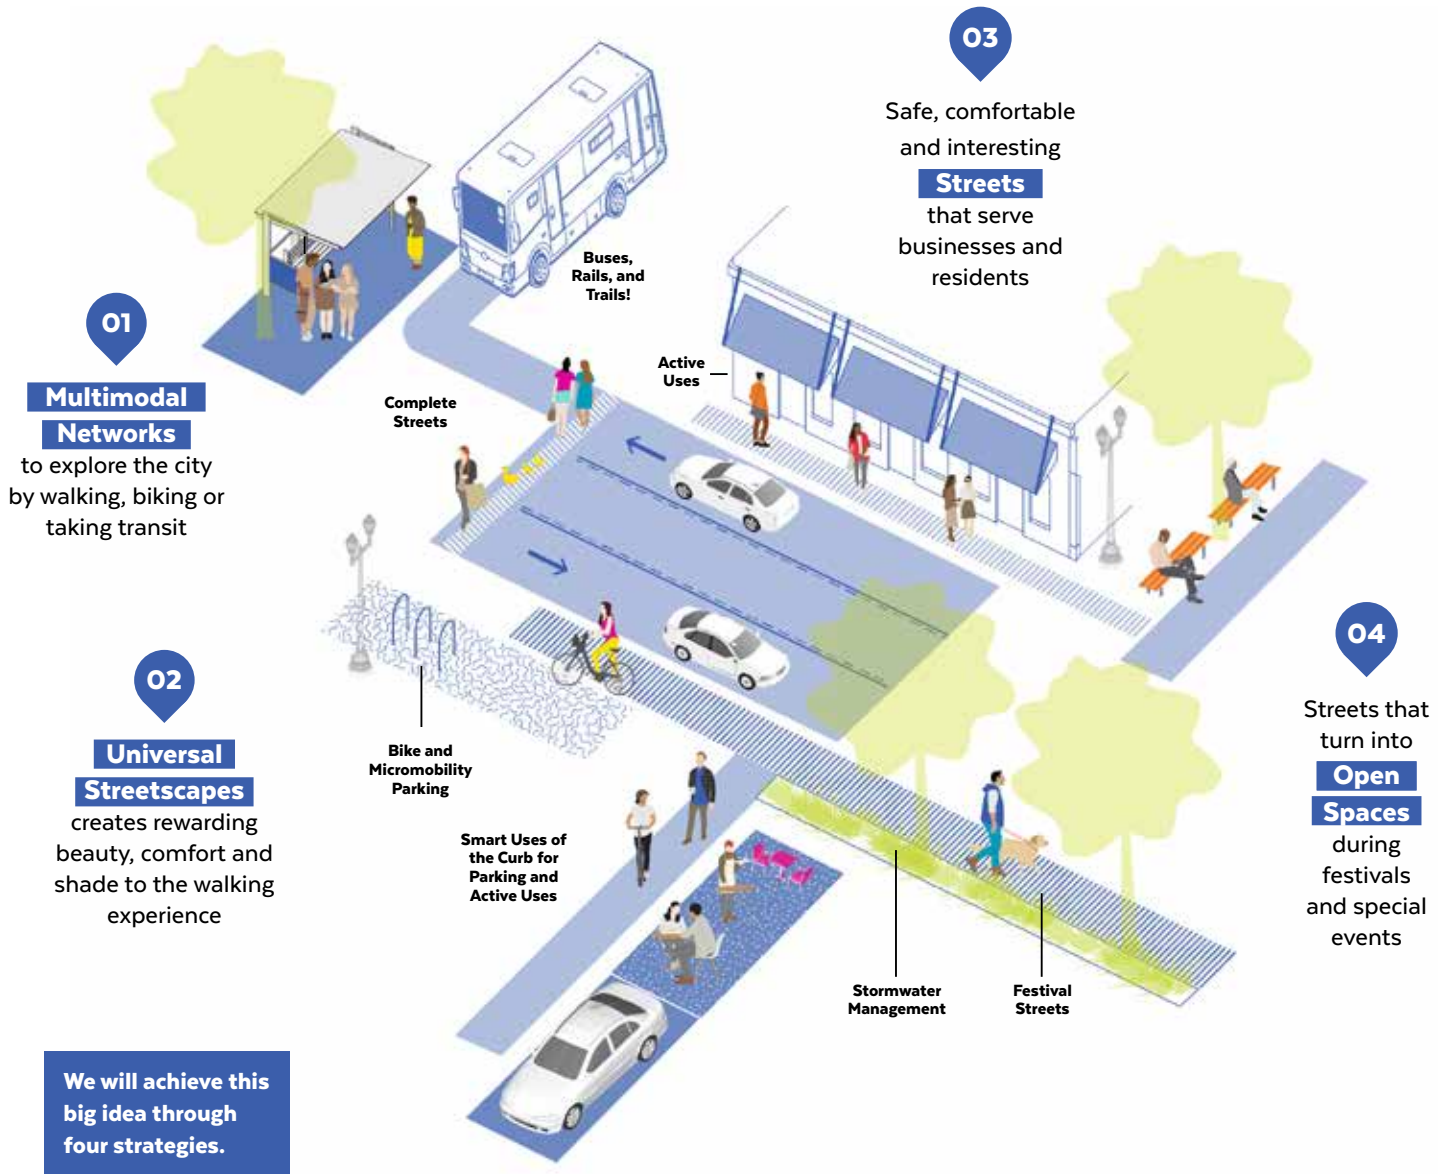 01
Multimodal
Networks
to explore the city
by walking, biking or
taking transit
02
Universal
Streetscapes
creates rewarding
beauty, comfort and
shade to the walking
experience
03
Safe, comfortable
and interesting
Streets
that serve
businesses and
residents
04
Streets that
turn into
Open
Spaces
during
festivals
and special
events
Buses,
Rails, and
Trails!
Active
Uses
Complete
Streets
Bike and
Micromobility
Parking
Smart Uses of
the Curb for
Parking and
Active Uses
Stormwater
Management
Festival
Streets
We will achieve this
big idea through
four strategies.